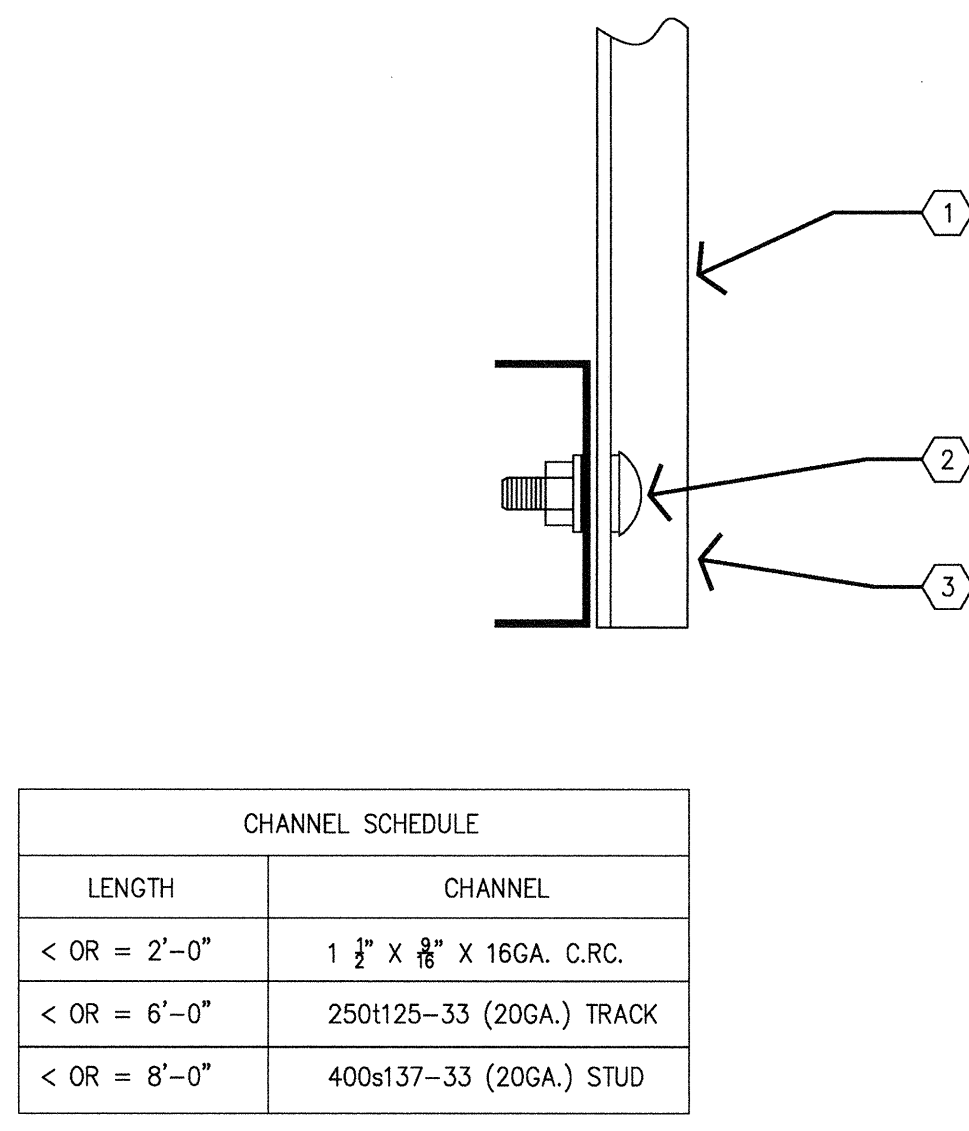 1
2
3
CHANNEL SCHEDULE
LENGTH CHANNEL
< OR = 2'-0" 1 1/2" X 9/16" X 16GA. C.RC.
< OR = 6'-0" 250t125-33 (20GA.) TRACK
< OR = 8'-0" 400s137-33 (20GA.) STUD